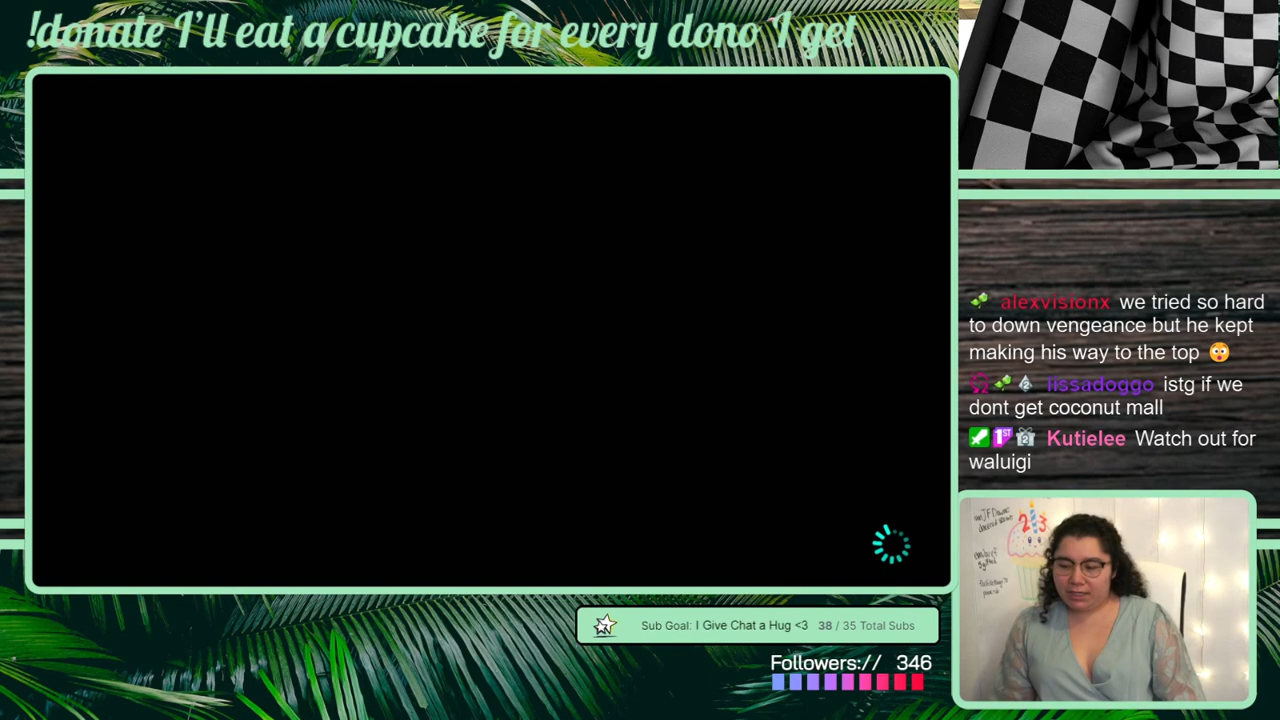 !donate I'll eat a cupcake for every dono I get
alexvisionx we tried so hard
to down vengeance but he kept
making his way to the top
lissadoggo istg if we
dont get coconut mall
1ST Kutielee Watch out for
waluigi
23
Sub Goal: I Give Chat a Hug <3 38 / 35 Total Subs
Followers:// 346